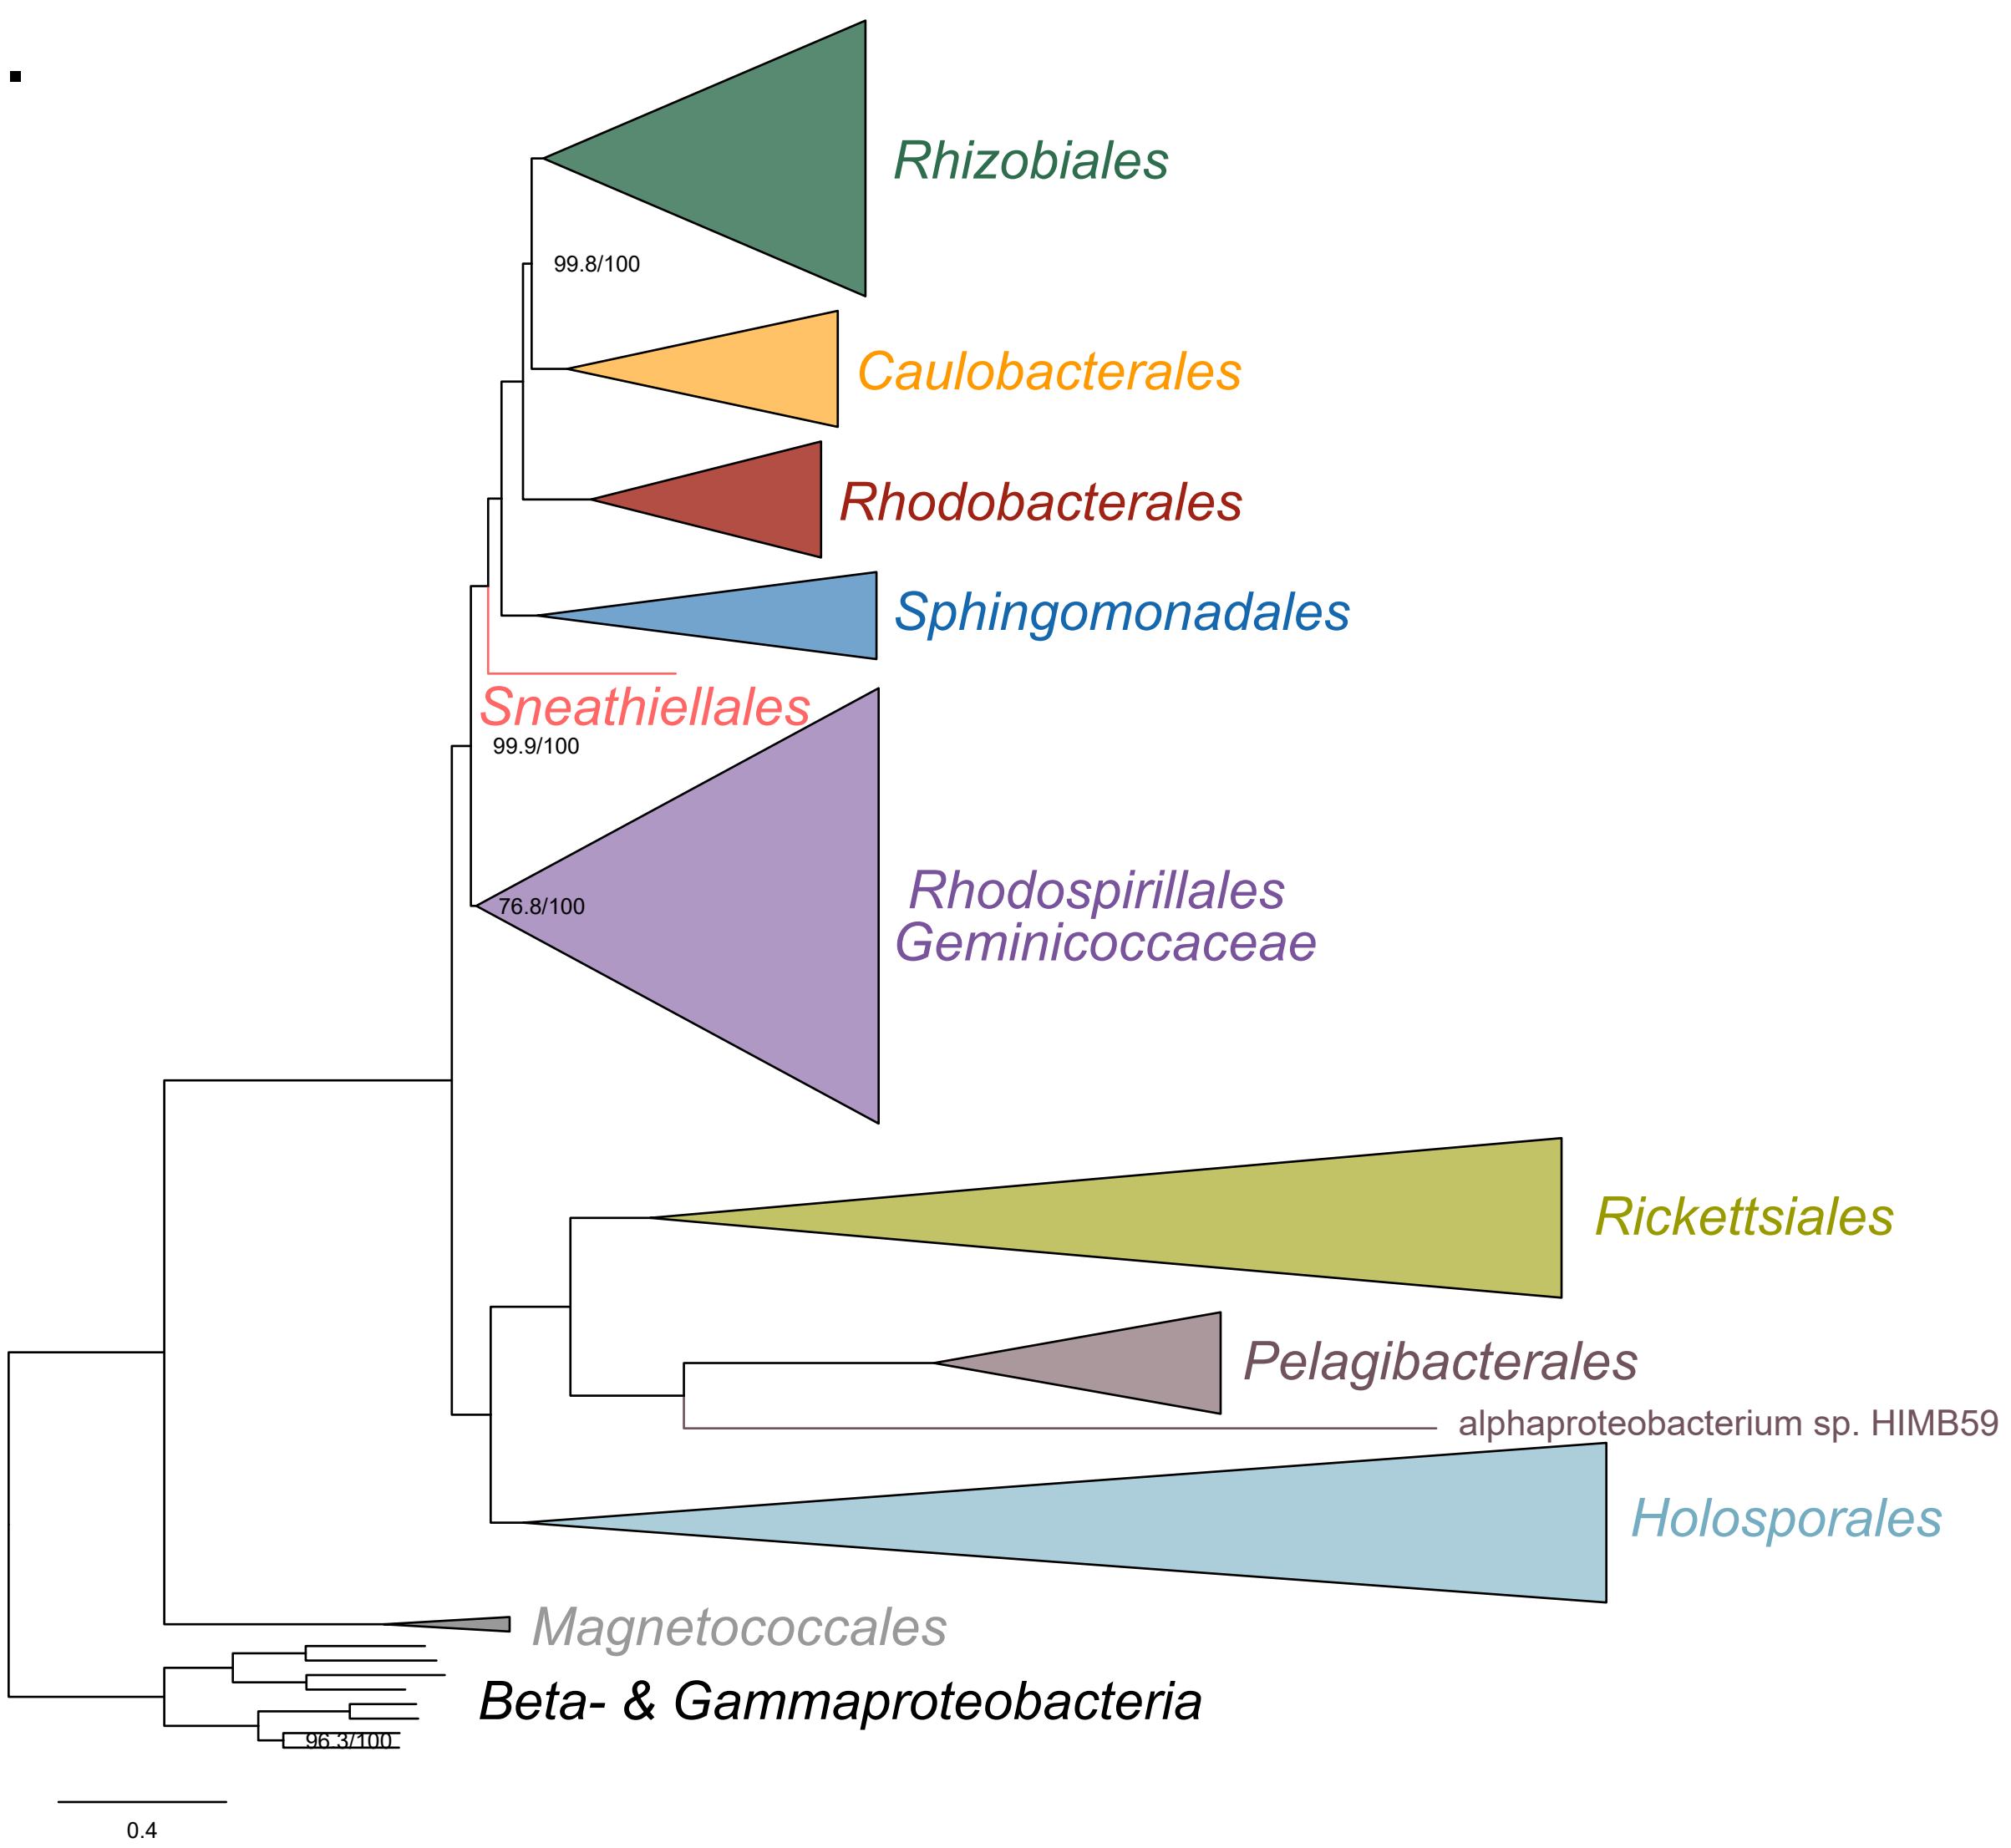 Rhizobiales
99.8/100
Caulobacterales
Rhodobacterales
Sphingomonadales
Sneathiellales
99.9/100
Rhodospirillales
76.8/100
Geminicoccaceae
Rickettsiales
Pelagibacterales
alphaproteobacterium sp. HIMB59
Holosporales
Magnetococcales
Beta- & Gammaproteobacteria
96.3/100
0.4